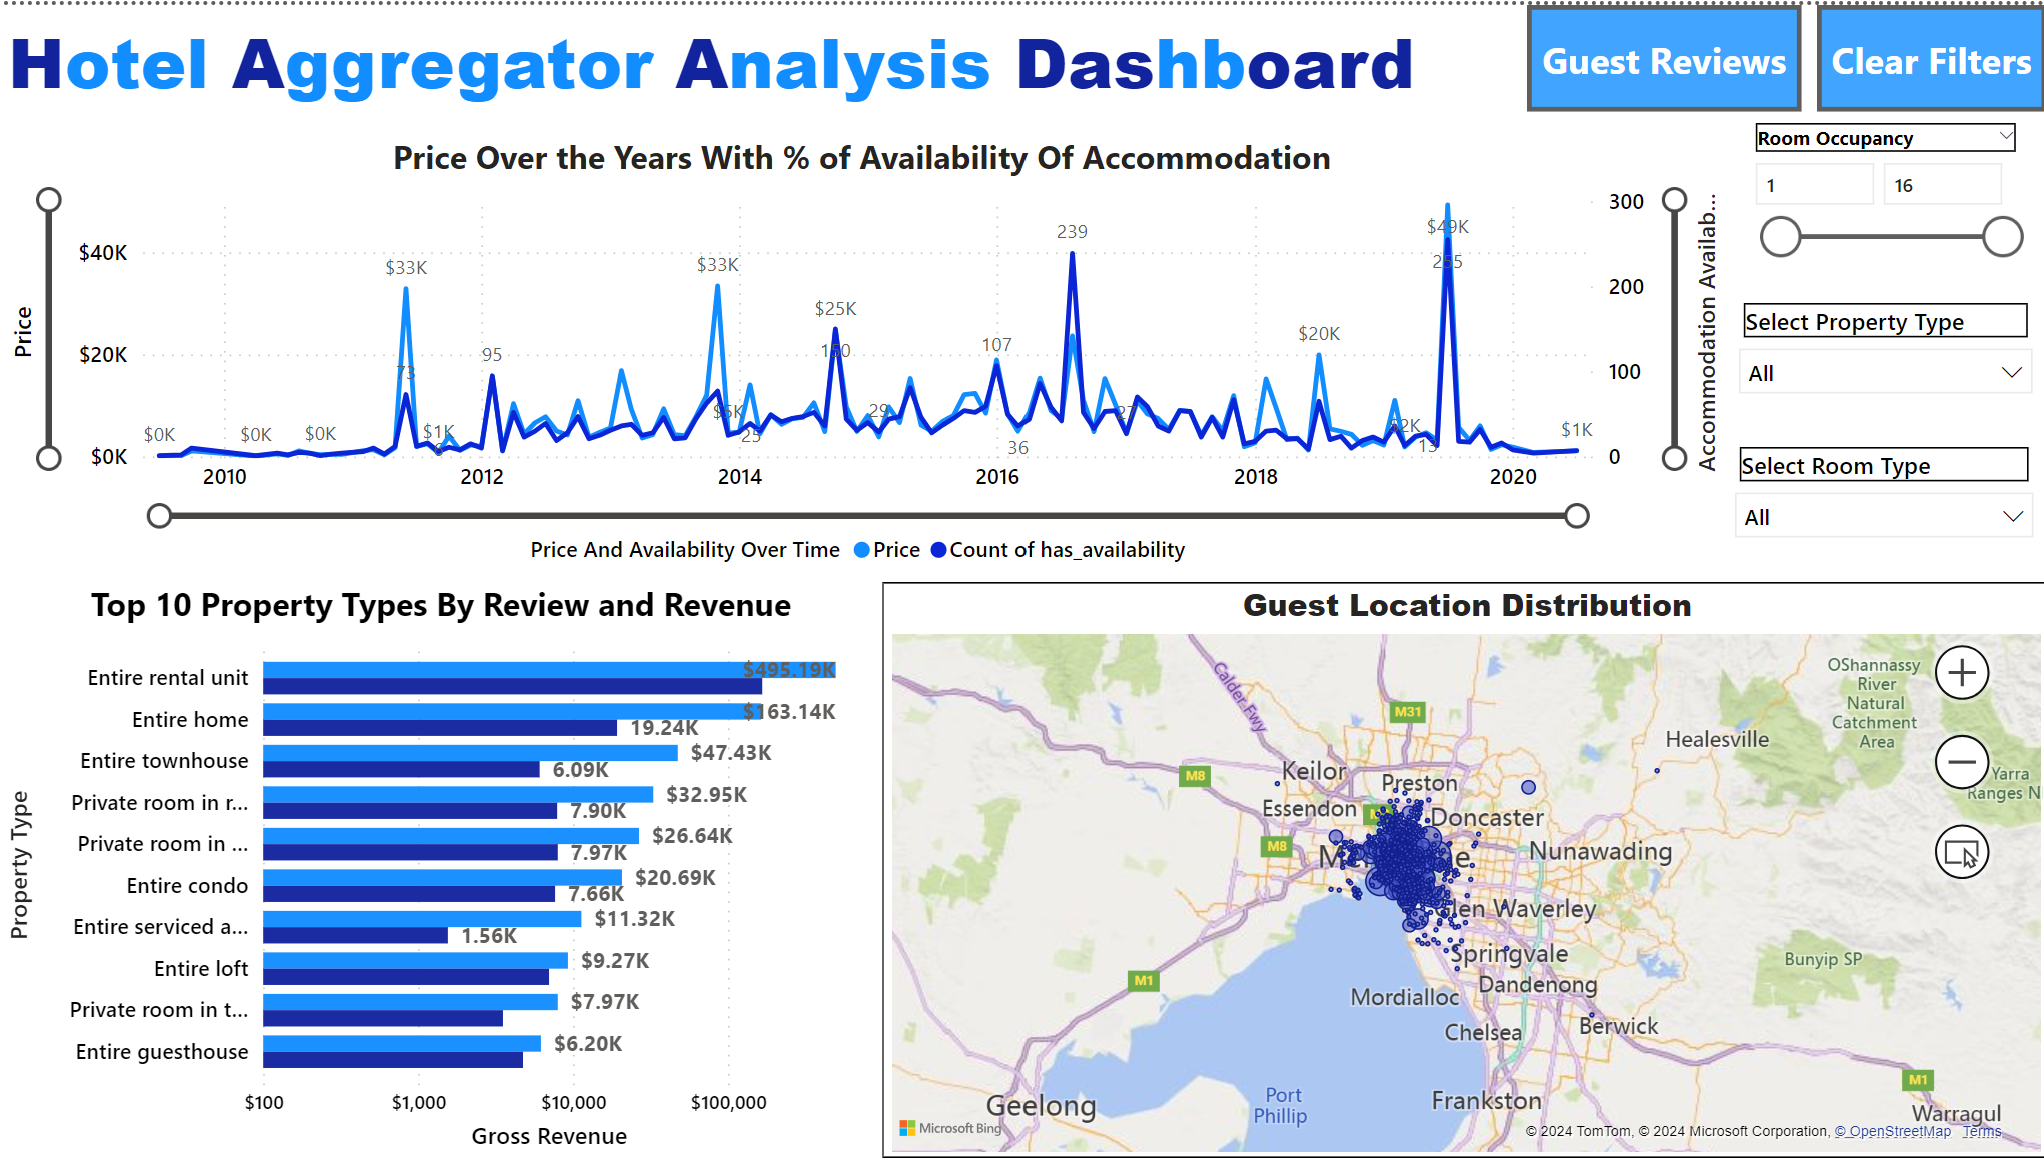 Hotel Aggregator Analysis Dashboard
Guest Reviews
Clear Filters
Price Over the Years With % of Availability Of Accommodation
Room Occupancy
1
16
Select Property Type
All
Select Room Type
All
Price
$40K
$20K
$0K
300
200
100
0
Accommodation Availab...
$0K
$0K
$0K
$33K
73
$1K
95
$33K
$5K
25
$25K
150
29
107
36
239
27
$20K
13
$49K
255
$1K
2010
2012
2014
2016
2018
2020
Price And Availability Over Time
Price
Count of has_availability
Top 10 Property Types By Review and Revenue
Property Type
Entire rental unit
$495.19K
Entire home
$163.14K
19.24K
Entire townhouse
$47.43K
6.09K
Private room in r...
$32.95K
7.90K
Private room in ...
$26.64K
7.97K
Entire condo
$20.69K
7.66K
Entire serviced a...
$11.32K
1.56K
Entire loft
$9.27K
Private room in t...
$7.97K
Entire guesthouse
$6.20K
$100
$1,000
$10,000
$100,000
Gross Revenue
Guest Location Distribution
Calder Fwy
M31
OShannassy
River
Natural
Catchment
Area
Healesville
M8
Keilor
Preston
Yarra
Ranges N
Essendon
Doncaster
M8
Nunawading
Glen Waverley
Springvale
Bunyip SP
M1
Dandenong
Mordialloc
Chelsea
Berwick
M1
Port
Phillip
Frankston
Geelong
Warragul
Microsoft Bing
© 2024 TomTom, © 2024 Microsoft Corporation, © OpenStreetMap Terms